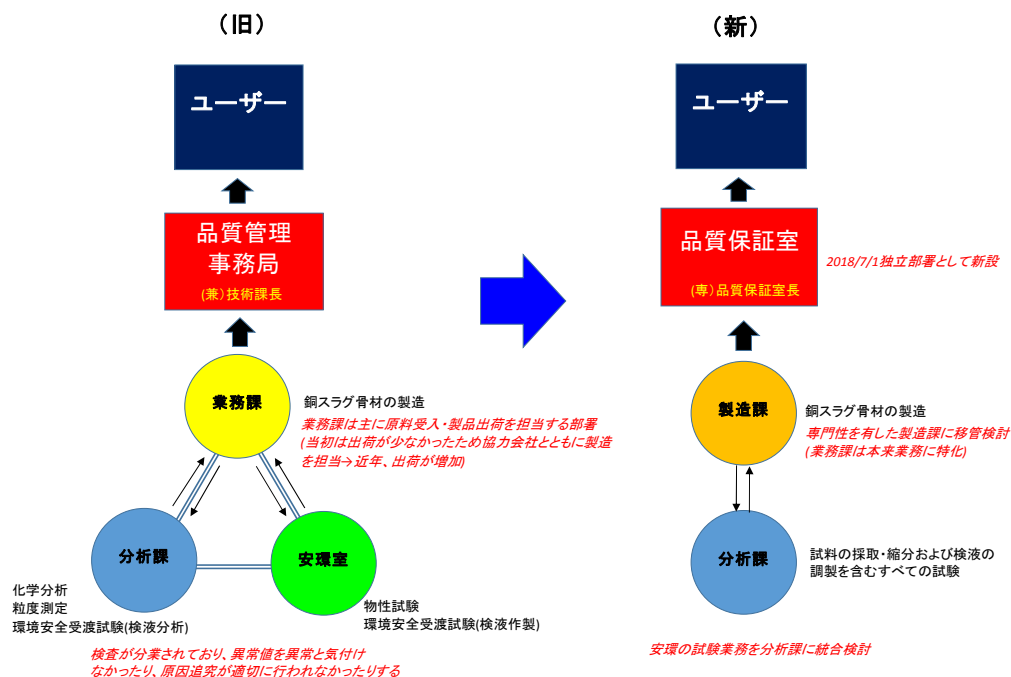 （旧）
（新）
ユーザー
ユーザー
品質管理
事務局
(兼）技術課長
品質保証室
(専）品質保証室長
2018/7/1独立部署として新設
業務課
銅スラグ骨材の製造
業務課は主に原料受入・製品出荷を担当する部署
(当初は出荷が少なかったため協力会社とともに製造
を担当→近年、出荷が増加)
製造課
銅スラグ骨材の製造
専門性を有した製造課に移管検討
(業務課は本来業務に特化)
分析課
安環室
化学分析
粒度測定
環境安全受渡試験(検液分析)
物性試験
環境安全受渡試験(検液作製)
検査が分業されており、異常値を異常と気付け
なかったり、原因追究が適切に行われなかったりする
分析課
試料の採取・縮分および検液の
調製を含むすべての試験
安環の試験業務を分析課に統合検討